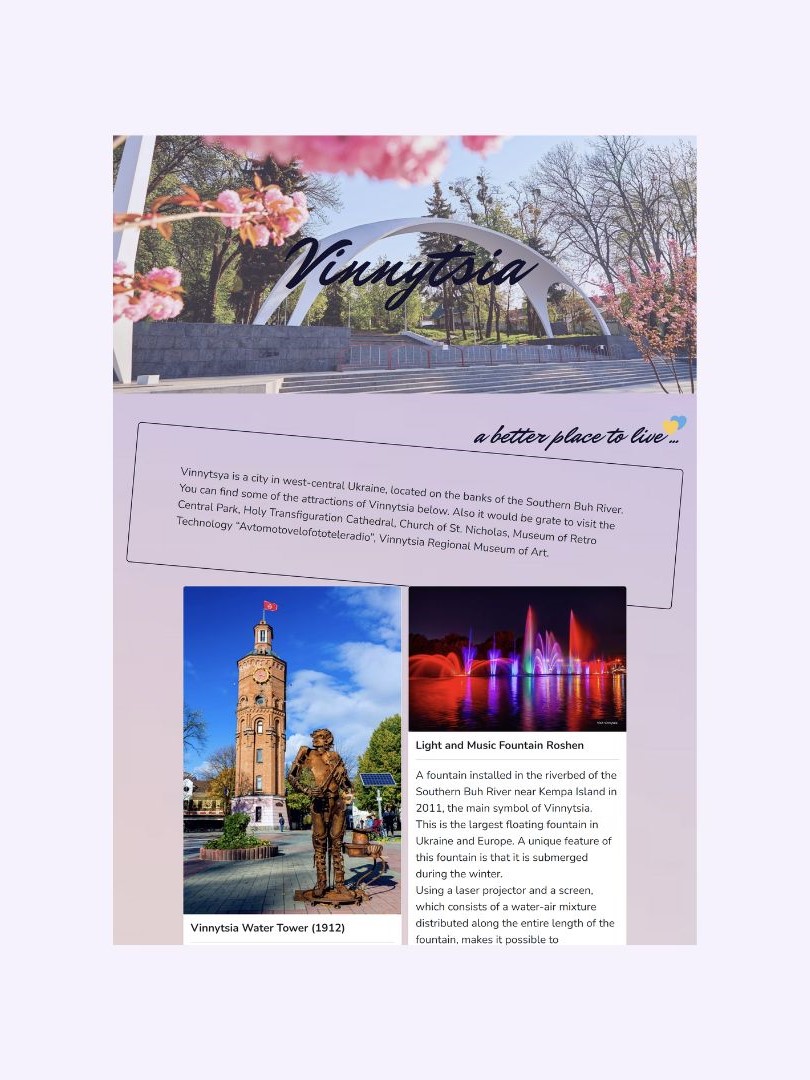 Vinnytsia
a better place to live ...
Vinnytsya is a city in west-central Ukraine, located on the banks of the Southern Buh River.
You can find some of the attractions of Vinnytsia below. Also it would be grate to visit the
Central Park, Holy Transfiguration Cathedral, Church of St. Nicholas, Museum of Retro
Technology “Avtomotovelofototeleradio”, Vinnytsia Regional Museum of Art.
Vinnytsia Water Tower (1912)
Light and Music Fountain Roshen
A fountain installed in the riverbed of the
Southern Buh River near Kempa Island in
2011, the main symbol of Vinnytsia.
This is the largest floating fountain in
Ukraine and Europe. A unique feature of
this fountain is that it is submerged
during the winter.
Using a laser projector and a screen,
which consists of a water-air mixture
distributed along the entire length of the
fountain, makes it possible to